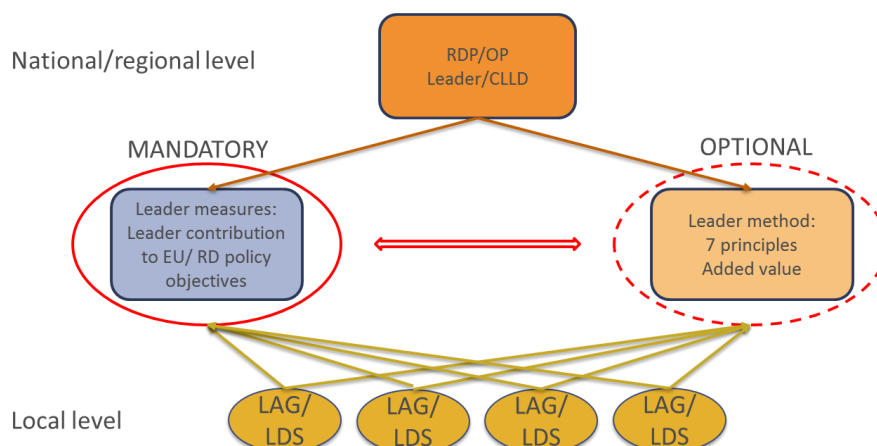 National/regional level
RDP/OP
Leader/CLLD
MANDATORY
OPTIONAL
Leader measures:
Leader contribution
to EU/ RD policy
objectives
Leader method:
7 principles
Added value
Local level
LAG/
LDS
LAG/
LDS
LAG/
LDS
LAG/
LDS